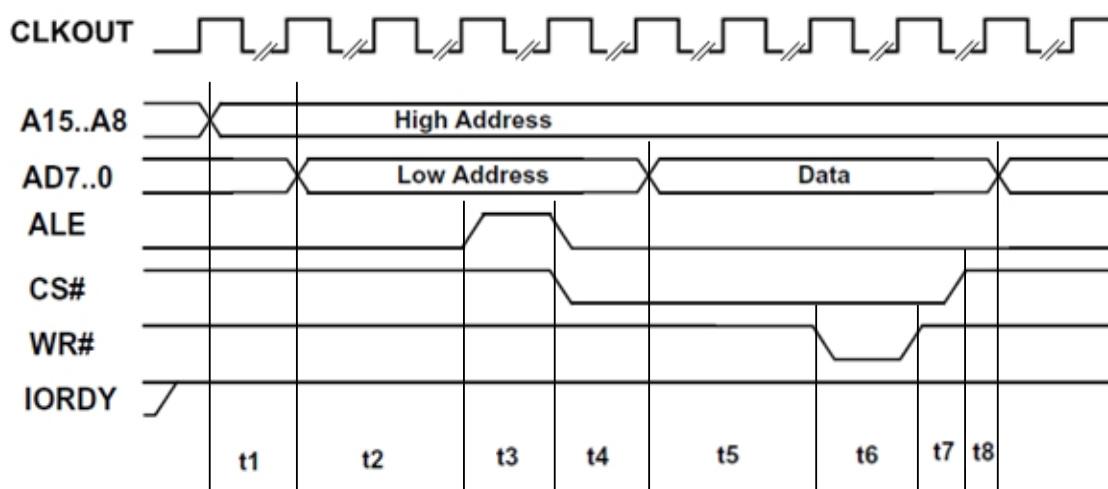 CLKOUT
A15..A8 High Address
AD7..0 Low Address Data
ALE
CS#
WR#
IORDY
t1 t2 t3 t4 t5 t6 t7 t8